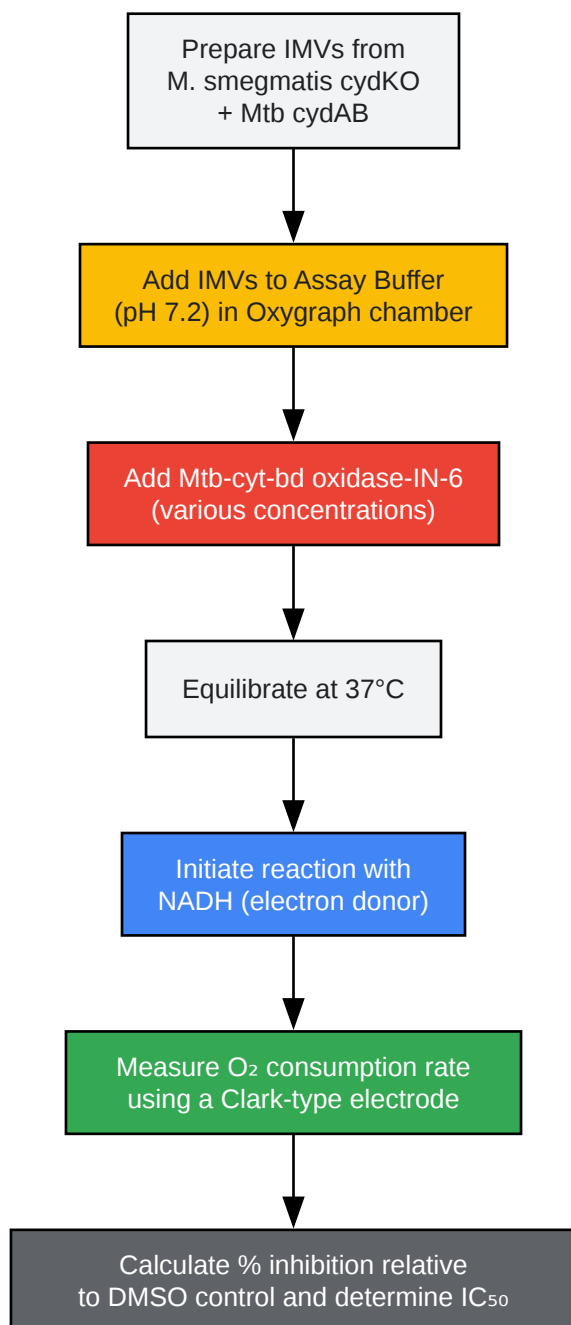 Prepare IMVs from
M. smegmatis cydKO
+ Mtb cydAB
Add IMVs to Assay Buffer
(pH 7.2) in Oxygraph chamber
Add Mtb-cyt-bd oxidase-IN-6
(various concentrations)
Equilibrate at 37°C
Initiate reaction with
NADH (electron donor)
Measure O₂ consumption rate
using a Clark-type electrode
Calculate % inhibition relative
to DMSO control and determine IC₅₀